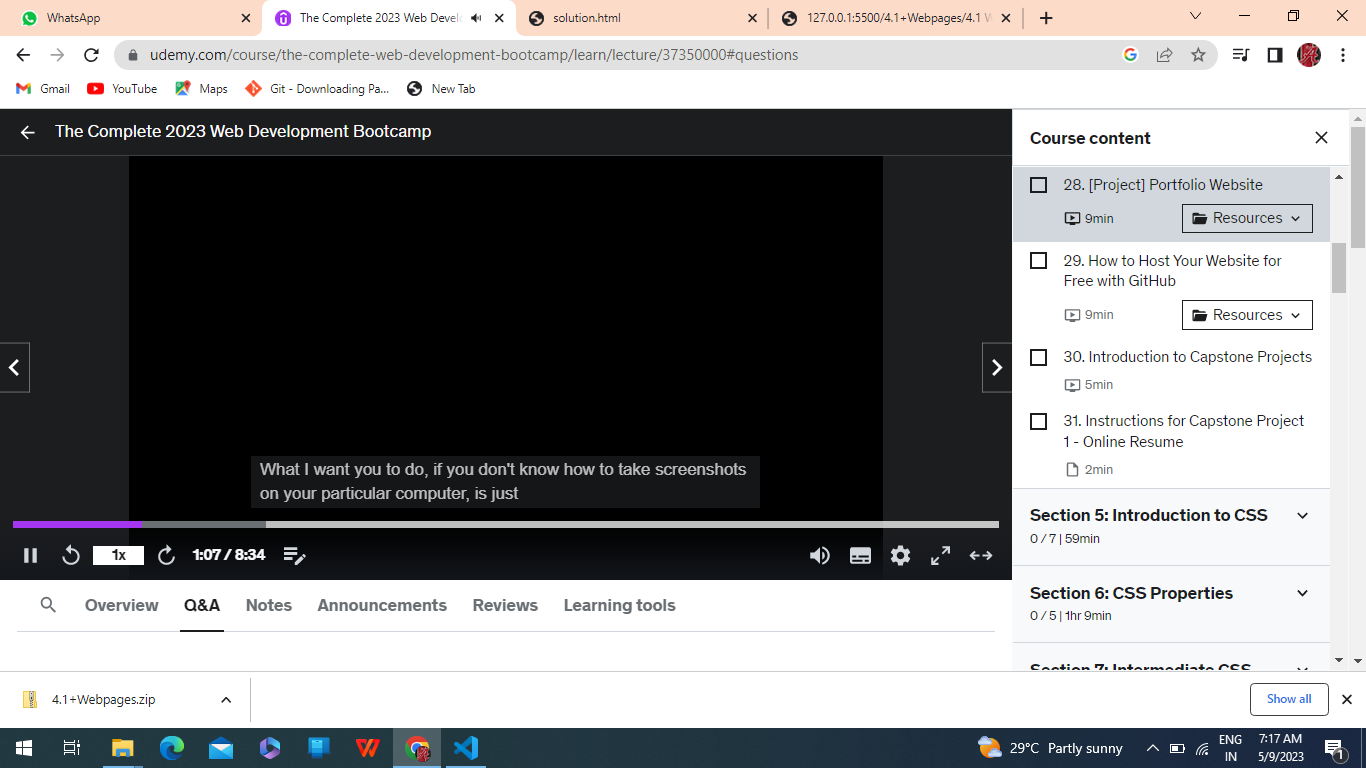 WhatsApp
The Complete 2023 Web Devel
solution.html
127.0.0.1:5500/4.1+Webpages/4.1 W
udemy.com/course/the-complete-web-development-bootcamp/learn/lecture/37350000#questions
Gmail
YouTube
Maps
Git - Downloading Pa...
New Tab
The Complete 2023 Web Development Bootcamp
What I want you to do, if you don't know how to take screenshots
on your particular computer, is just
1x
1:07 / 8:34
Overview
Q&A
Notes
Announcements
Reviews
Learning tools
Course content
28. [Project] Portfolio Website
9min
Resources
29. How to Host Your Website for
Free with GitHub
9min
Resources
30. Introduction to Capstone Projects
5min
31. Instructions for Capstone Project
1 - Online Resume
2min
Section 5: Introduction to CSS
0 / 7 | 59min
Section 6: CSS Properties
0 / 5 | 1hr 9min
Section 7: Intermediate CSS
4.1+Webpages.zip
Show all
29°C Partly sunny
ENG
IN
7:17 AM
5/9/2023
1